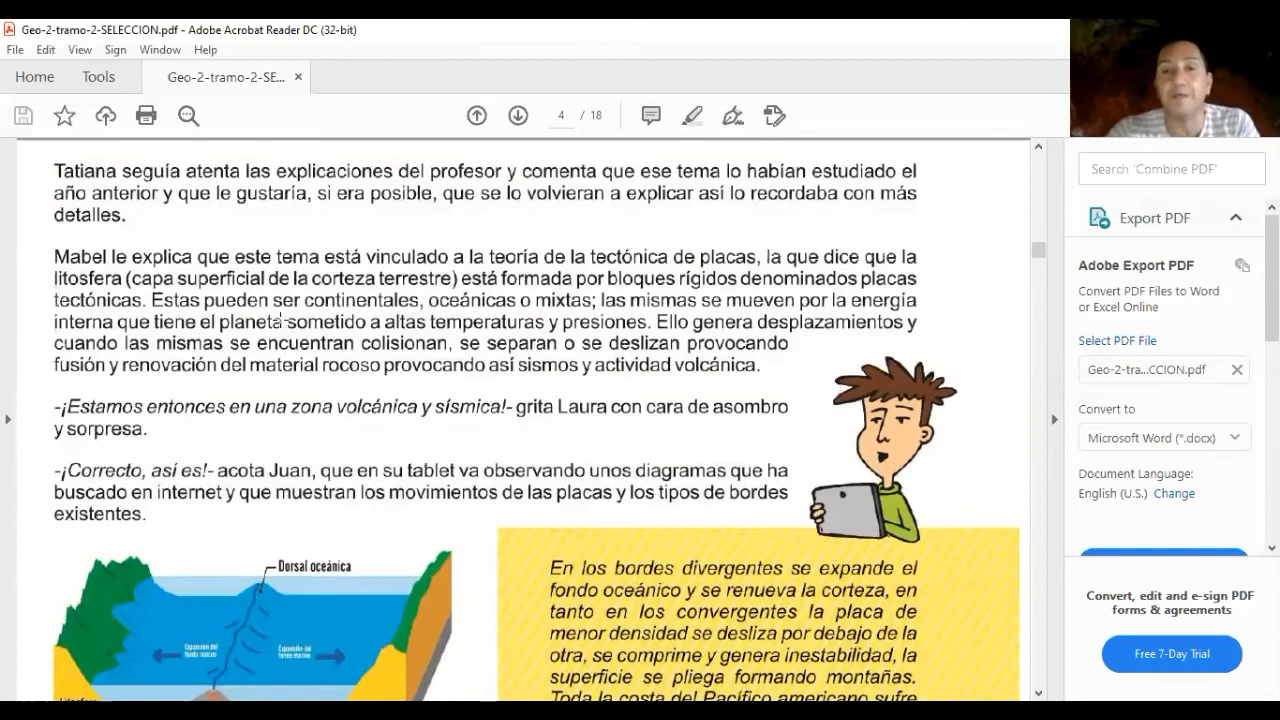 Geo-2-tramo-2-SELECCION.pdf - Adobe Acrobat Reader DC (32-bit)
File Edit View Sign Window Help
Home Tools Geo-2-tramo-2-SE... ×
4 / 18
Tatiana seguía atenta las explicaciones del profesor y comenta que ese tema lo habían estudiado el
año anterior y que le gustaría, si era posible, que se lo volvieran a explicar así lo recordaba con más
detalles.
Mabel le explica que este tema está vinculado a la teoría de la tectónica de placas, la que dice que la
litosfera (capa superficial de la corteza terrestre) está formada por bloques rígidos denominados placas
tectónicas. Estas pueden ser continentales, oceánicas o mixtas; las mismas se mueven por la energía
interna que tiene el planeta sometido a altas temperaturas y presiones. Ello genera desplazamientos y
cuando las mismas se encuentran colisionan, se separan o se deslizan provocando
fusión y renovación del material rocoso provocando así sismos y actividad volcánica.
-¡Estamos entonces en una zona volcánica y sísmica!- grita Laura con cara de asombro
y sorpresa.
-¡Correcto, así es!- acota Juan, que en su tablet va observando unos diagramas que ha
buscado en internet y que muestran los movimientos de las placas y los tipos de bordes
existentes.
Dorsal oceánica
Expansión del
fondo marino
Expansión del
fondo marino
En los bordes divergentes se expande el
fondo oceánico y se renueva la corteza, en
tanto en los convergentes la placa de
menor densidad se desliza por debajo de la
otra, se comprime y genera inestabilidad, la
superficie se pliega formando montañas.
Toda la costa del Pacífico americano sufre
Search 'Combine PDF'
Export PDF
Adobe Export PDF
Convert PDF Files to Word
or Excel Online
Select PDF File
Geo-2-tra...CCION.pdf
Convert to
Microsoft Word (*.docx)
Document Language:
English (U.S.) Change
Convert, edit and e-sign PDF
forms & agreements
Free 7-Day Trial